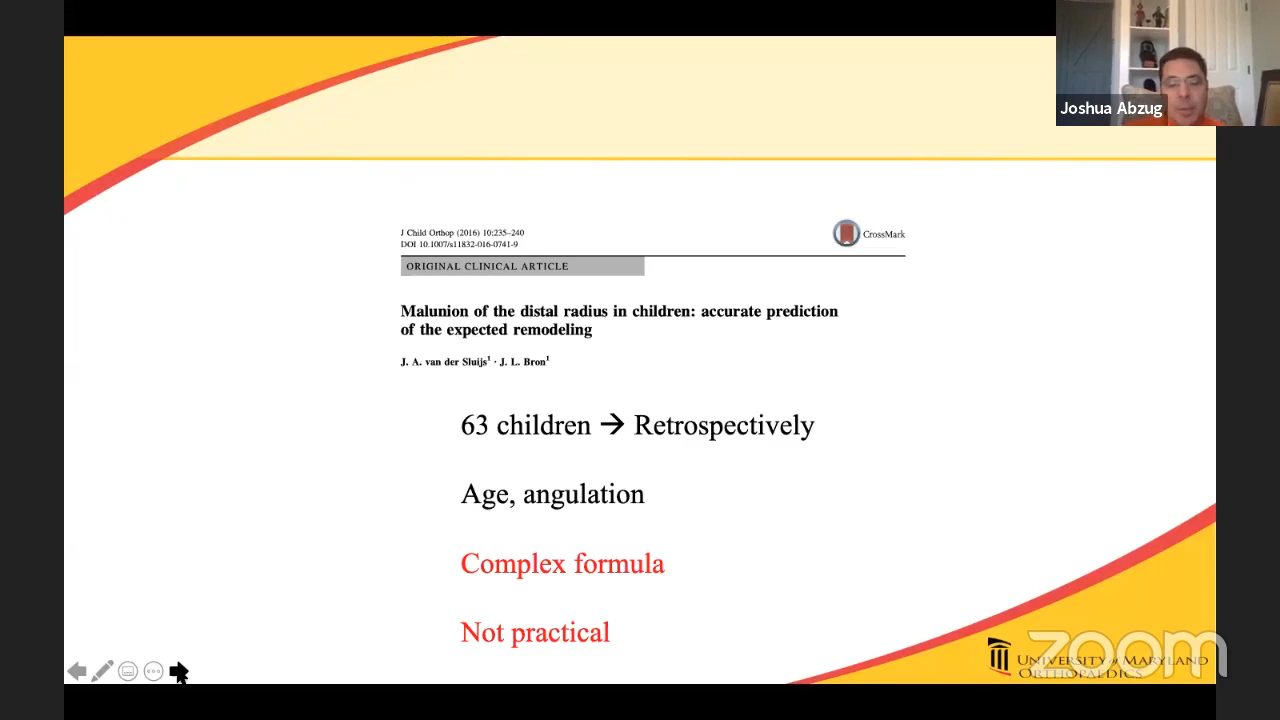 Joshua Abzug
J Child Orthop (2016) 10:235–240
DOI 10.1007/s11832-016-0741-9
CrossMark
ORIGINAL CLINICAL ARTICLE
Malunion of the distal radius in children: accurate prediction
of the expected remodeling
J. A. van der Sluijs1 · J. L. Bron1
63 children → Retrospectively
Age, angulation
Complex formula
Not practical
zoom
UNIVERSITY of MARYLAND
ORTHOPAEDICS